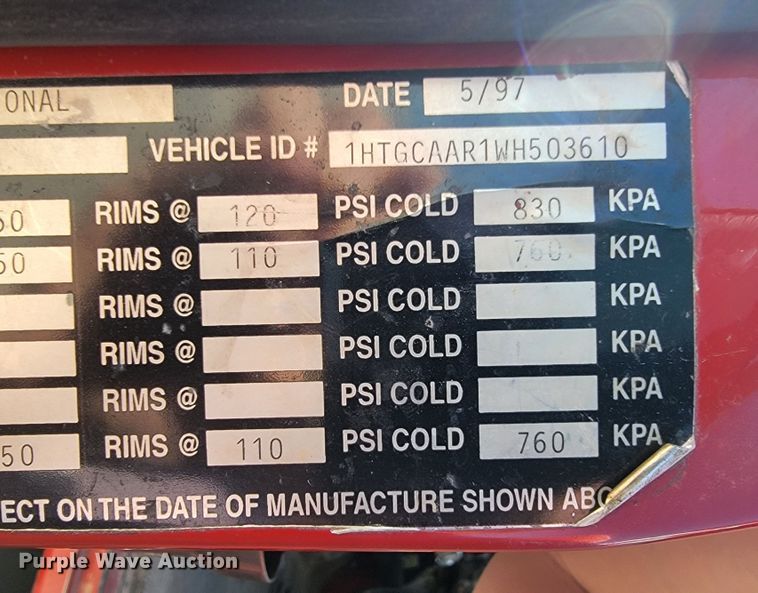 ONAL DATE 5/97
VEHICLE ID # 1HTGCAAR1WH503610
50 RIMS @ 120 PSI COLD 830 KPA
50 RIMS @ 110 PSI COLD 760 KPA
RIMS @ PSI COLD KPA
RIMS @ PSI COLD KPA
RIMS @ PSI COLD KPA
50 RIMS @ 110 PSI COLD 760 KPA
ECT ON THE DATE OF MANUFACTURE SHOWN ABO
Purple Wave Auction